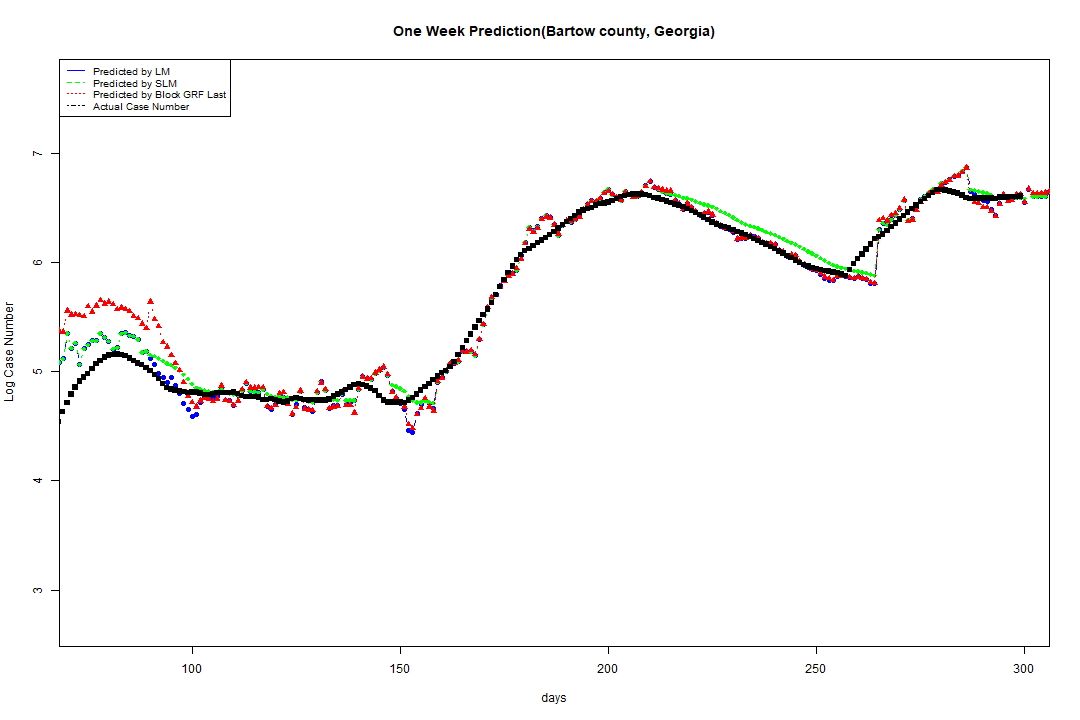 One Week Prediction(Bartow county, Georgia)
Predicted by LM
Predicted by SLM
Predicted by Block GRF Last
Actual Case Number
Log Case Number
7
6
5
4
3
100
150
200
250
300
days